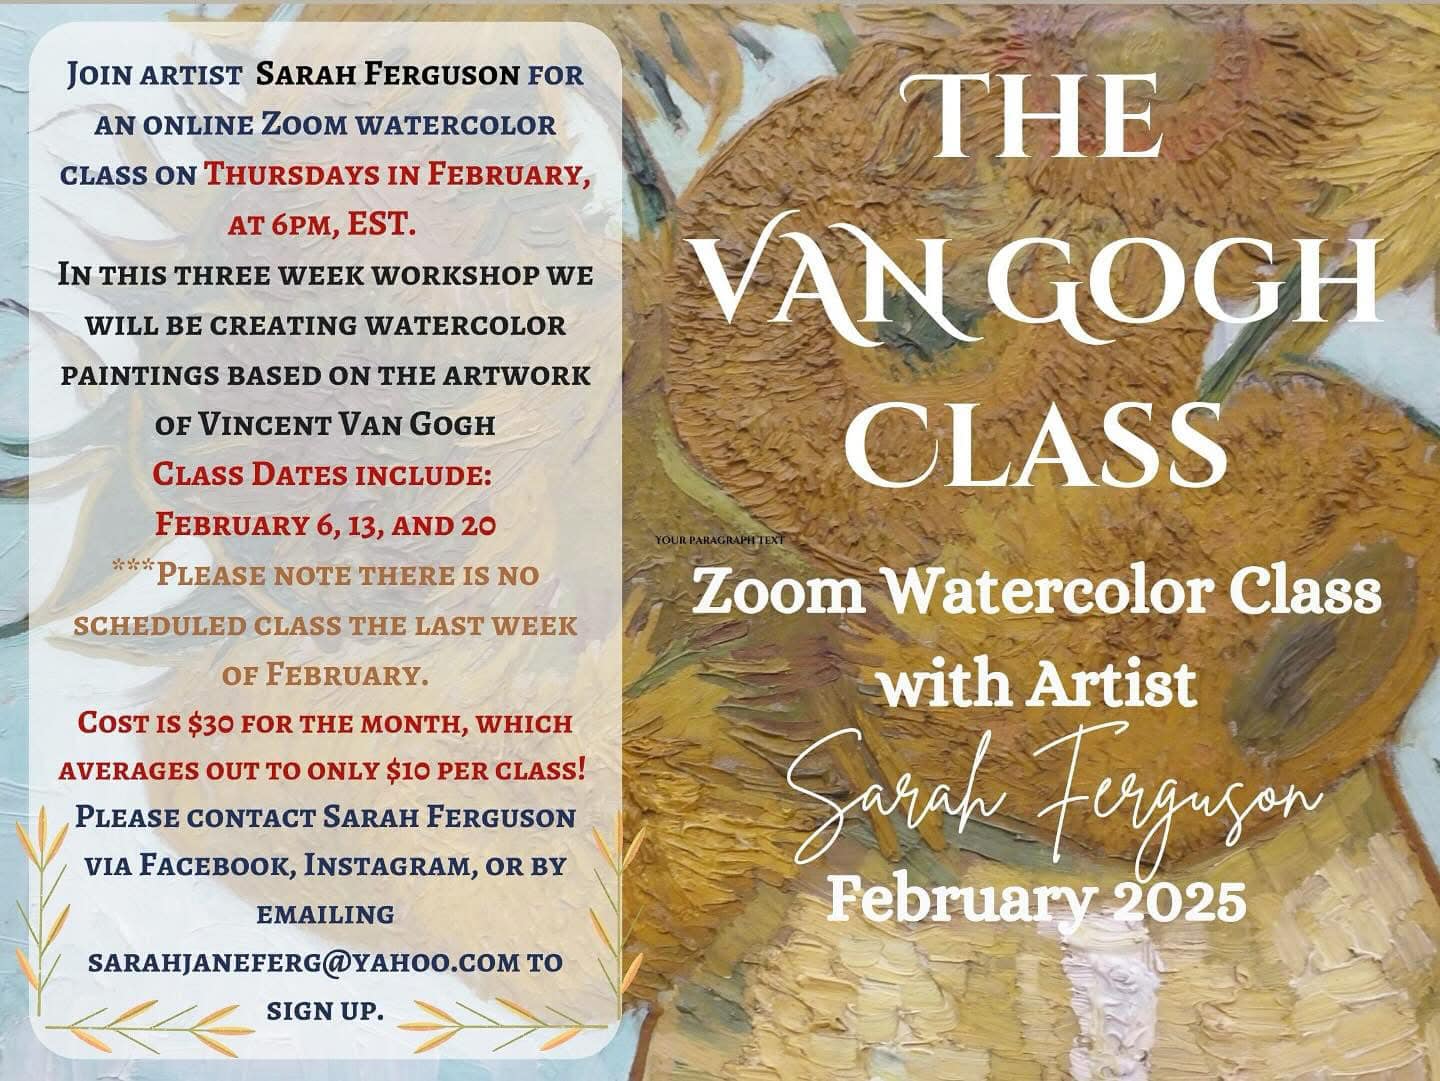 Join artist Sarah Ferguson for
an online Zoom watercolor
class on Thursdays in February,
at 6pm, EST.
In this three week workshop we
will be creating watercolor
paintings based on the artwork
of Vincent Van Gogh
Class Dates include:
February 6, 13, and 20
***Please note there is no
scheduled class the last week
of February.
Cost is $30 for the month, which
averages out to only $10 per class!
Please contact Sarah Ferguson
via Facebook, Instagram, or by
emailing
sarahjaneferg@yahoo.com to
sign up.
The
Van Gogh
Class
Your paragraph text
Zoom Watercolor Class
with Artist
Sarah Ferguson
February 2025